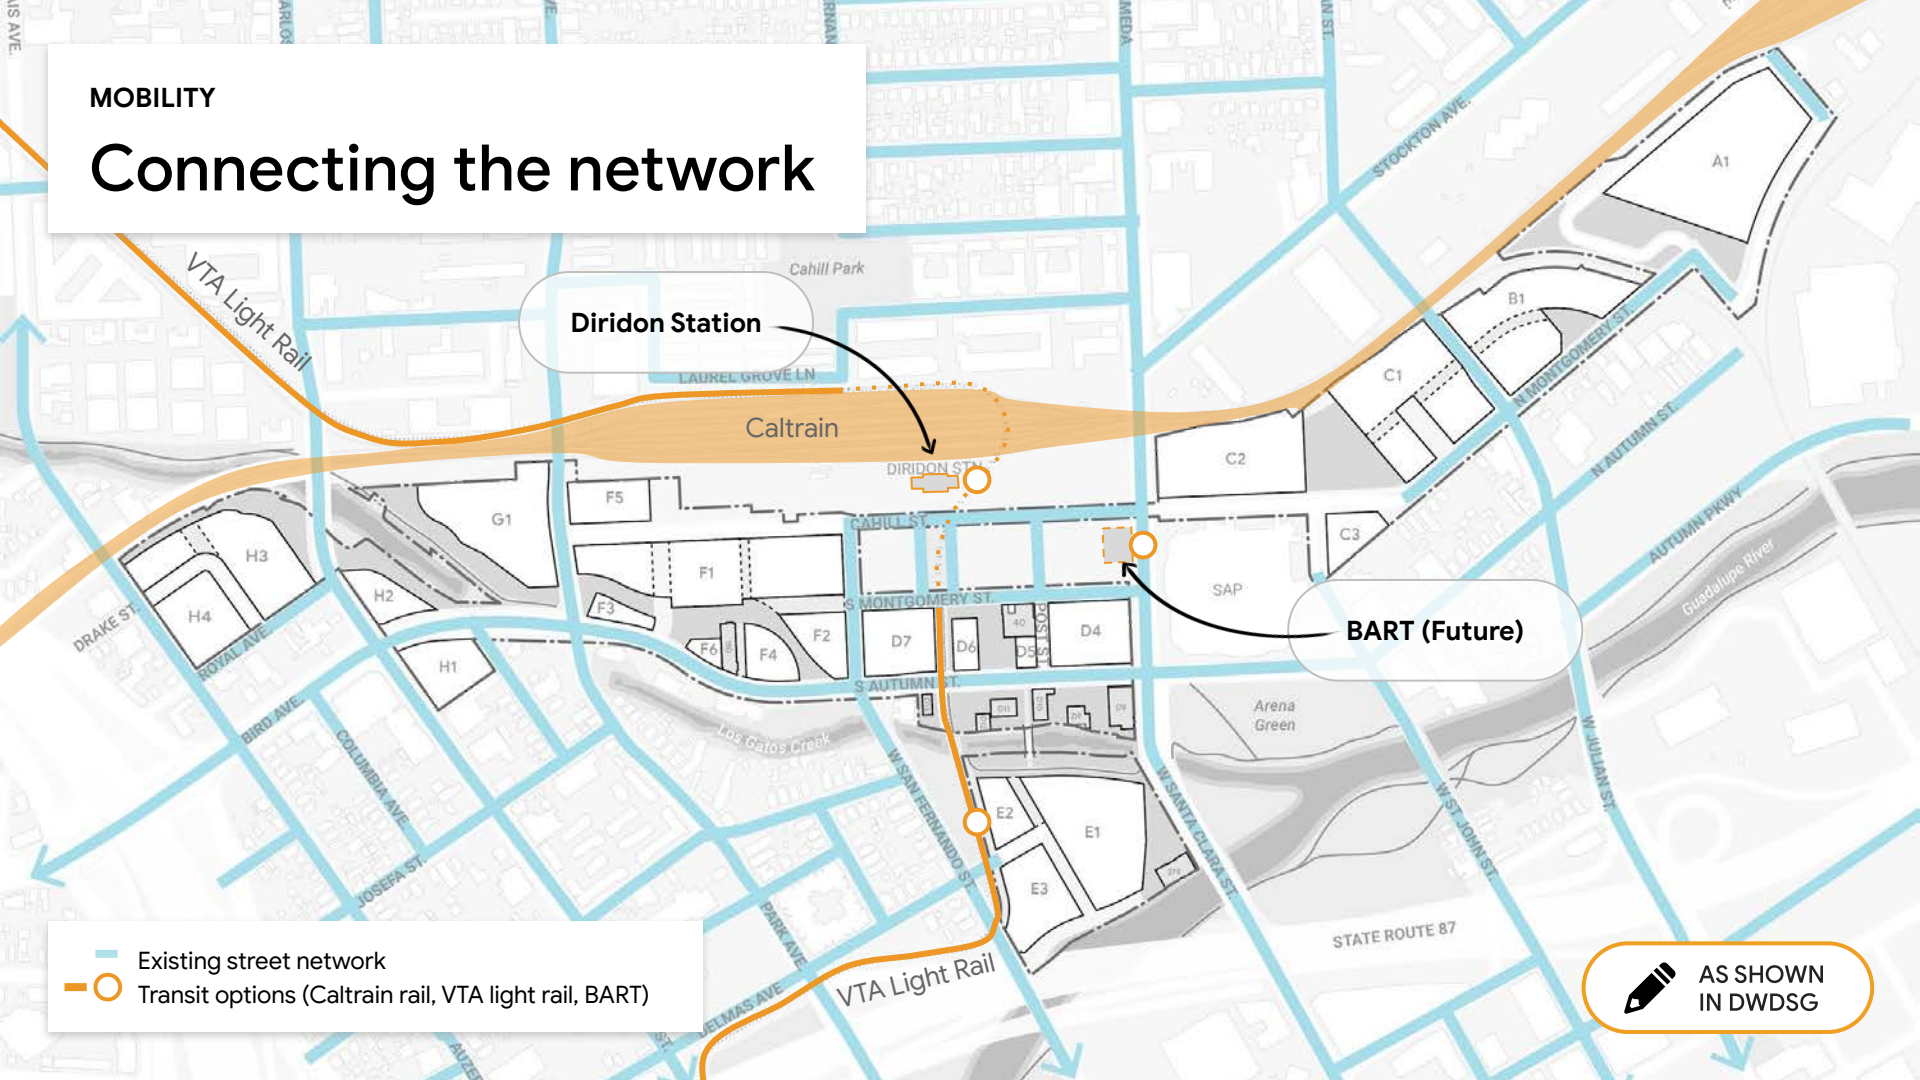 MOBILITY
Connecting the network
STOCKTON AVE.
A1
VTA Light Rail
Cahill Park
Diridon Station
B1
N MONTGOMERY ST.
LAUREL GROVE LN
C1
Caltrain
N AUTUMN ST.
DIRIDON STN
C2
F5
G1
CAHILL ST.
C3
AUTUMN PKWY
H3
F1
SAP
Guadalupe River
H2
F3
S MONTGOMERY ST.
H4
DRAKE ST.
ROYAL AVE.
F2
D7
D6
40
D5
POST ST
D4
BART (Future)
F6
F4
H1
S AUTUMN ST.
BIRD AVE.
D11
D9
Arena
Green
Los Gatos Creek
COLUMBIA AVE
W SAN FERNANDO ST.
W SANTA CLARA ST.
W ST. JOHN ST.
W JULIAN ST.
E2
E1
E3
JOSEFA ST.
PARK AVE.
STATE ROUTE 87
VTA Light Rail
DELMAS AVE
Existing street network
Transit options (Caltrain rail, VTA light rail, BART)
AS SHOWN
IN DWDSG